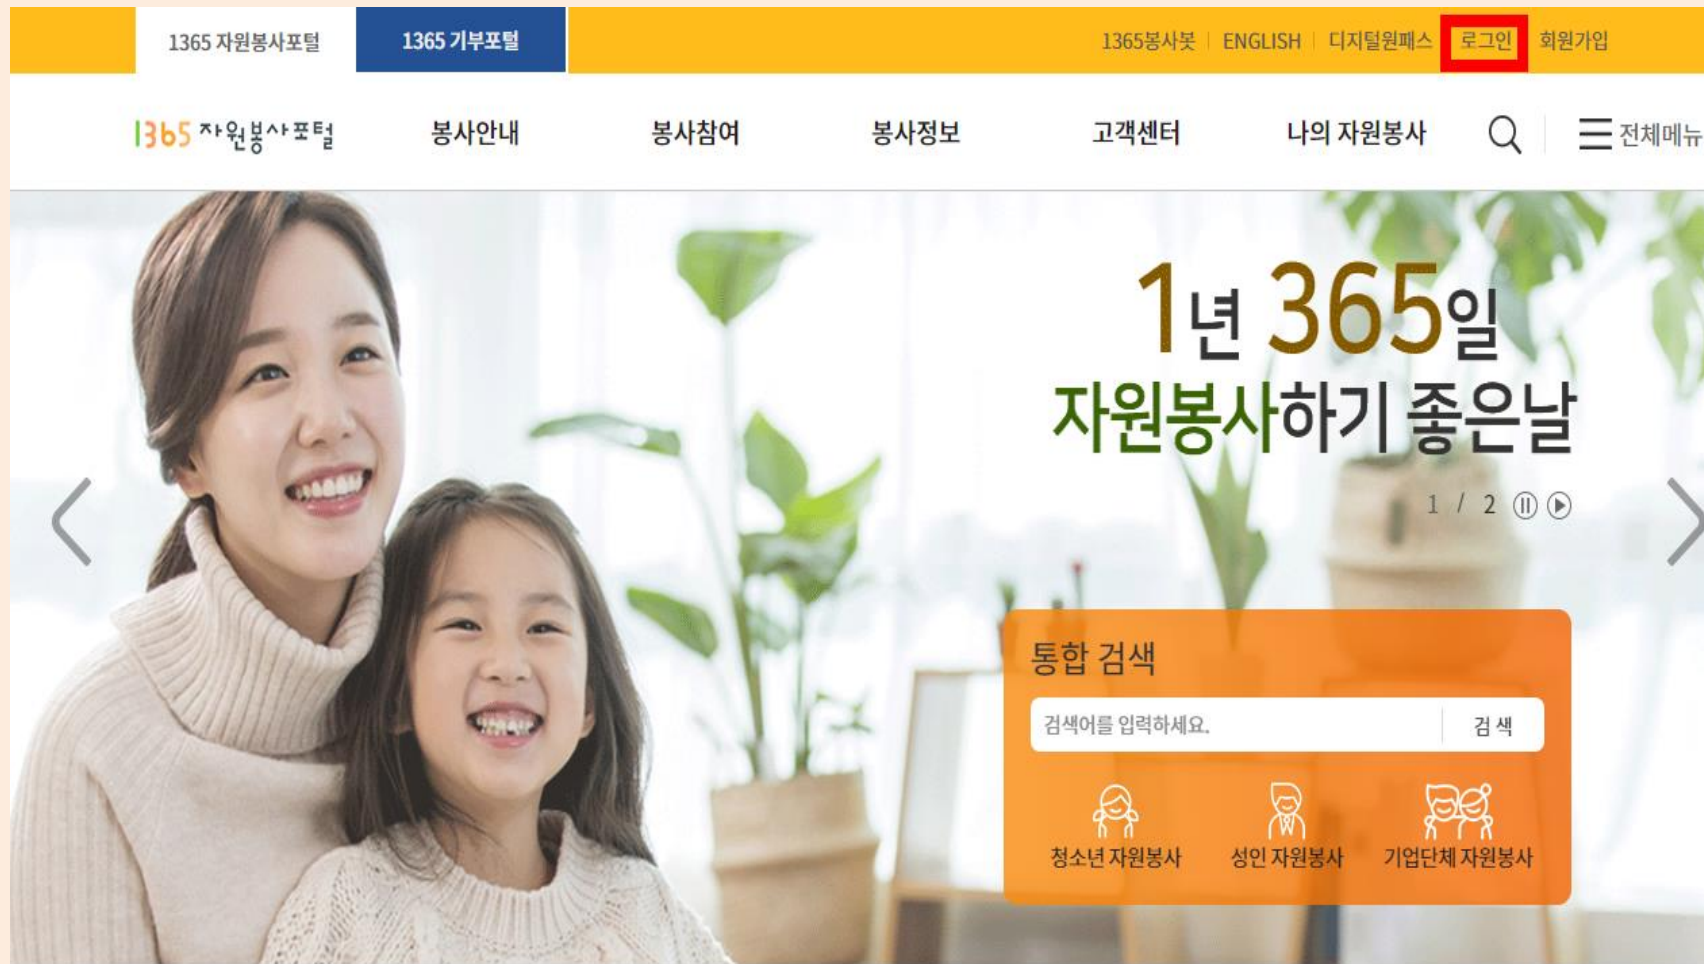 1365 자원봉사포털
1365 기부포털
1365봉사봇 ENGLISH 디지털원패스 로그인 회원가입
1365 자원봉사포털
봉사안내 봉사참여 봉사정보 고객센터 나의 자원봉사 전체메뉴
1년 365일
자원봉사하기 좋은날
1 / 2
통합 검색
검색어를 입력하세요. 검색
청소년 자원봉사 성인 자원봉사 기업단체 자원봉사